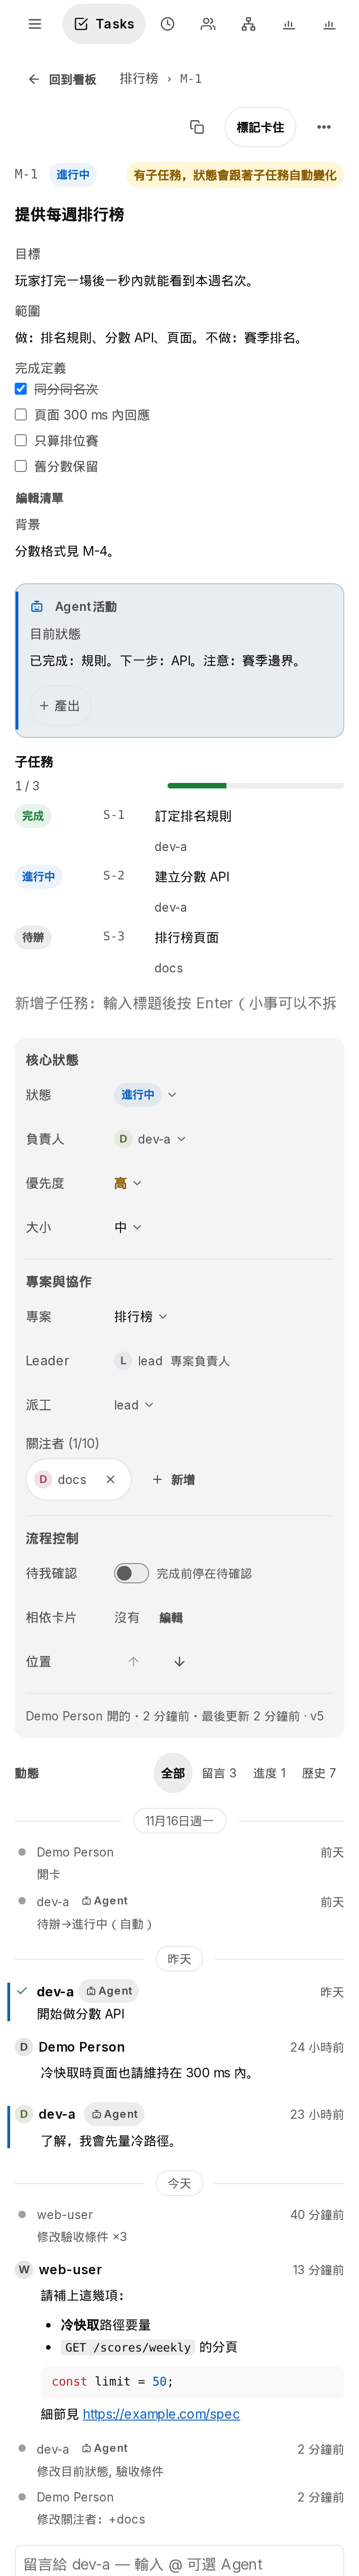 Tasks
回到看板 排行榜 › M-1
標記卡住
M-1 進行中 有子任務，狀態會跟著子任務自動變化
提供每週排行榜
目標
玩家打完一場後一秒內就能看到本週名次。
範圍
做：排名規則、分數 API、頁面。不做：賽季排名。
完成定義
同分同名次
頁面 300 ms 內回應
只算排位賽
舊分數保留
編輯清單
背景
分數格式見 M-4。
Agent活動
目前狀態
已完成：規則。下一步：API。注意：賽季邊界。
+ 產出
子任務
1 / 3
完成 S-1 訂定排名規則
dev-a
進行中 S-2 建立分數 API
dev-a
待辦 S-3 排行榜頁面
docs
新增子任務：輸入標題後按 Enter（小事可以不拆
核心狀態
狀態 進行中
負責人 D dev-a
優先度 高
大小 中
專案與協作
專案 排行榜
Leader L lead 專案負責人
派工 lead
關注者 (1/10)
D docs × + 新增
流程控制
待我確認 完成前停在待確認
相依卡片 沒有 編輯
位置 ↑ ↓
Demo Person 開的・2 分鐘前・最後更新 2 分鐘前 · v5
動態 全部 留言 3 進度 1 歷史 7
11月16日週一
Demo Person 前天
開卡
dev-a Agent 前天
待辦→進行中（自動）
昨天
dev-a Agent 昨天
開始做分數 API
D Demo Person 24 小時前
冷快取時頁面也請維持在 300 ms 內。
D dev-a Agent 23 小時前
了解，我會先量冷路徑。
今天
web-user 40 分鐘前
修改驗收條件 ×3
W web-user 13 分鐘前
請補上這幾項：
• 冷快取路徑要量
• GET /scores/weekly 的分頁
const limit = 50;
細節見 https://example.com/spec
dev-a Agent 2 分鐘前
修改目前狀態, 驗收條件
Demo Person 2 分鐘前
修改關注者：+docs
留言給 dev-a — 輸入 @ 可選 Agent